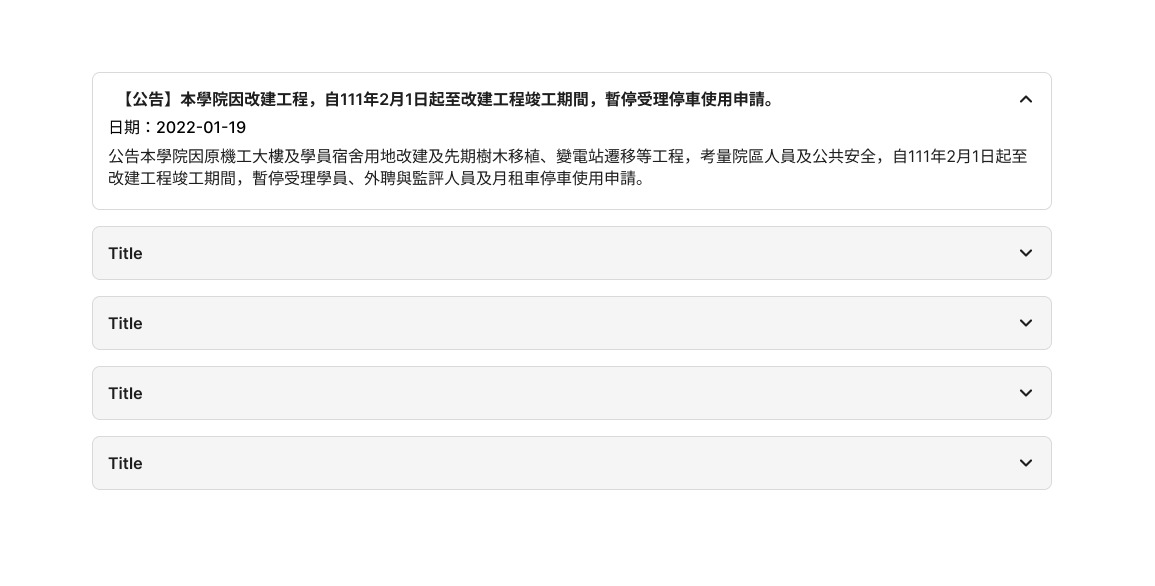 【公告】本學院因改建工程，自111年2月1日起至改建工程竣工期間，暫停受理停車使用申請。
日期：2022-01-19
公告本學院因原機工大樓及學員宿舍用地改建及先期樹木移植、變電站遷移等工程，考量院區人員及公共安全，自111年2月1日起至
改建工程竣工期間，暫停受理學員、外聘與監評人員及月租車停車使用申請。
Title
Title
Title
Title